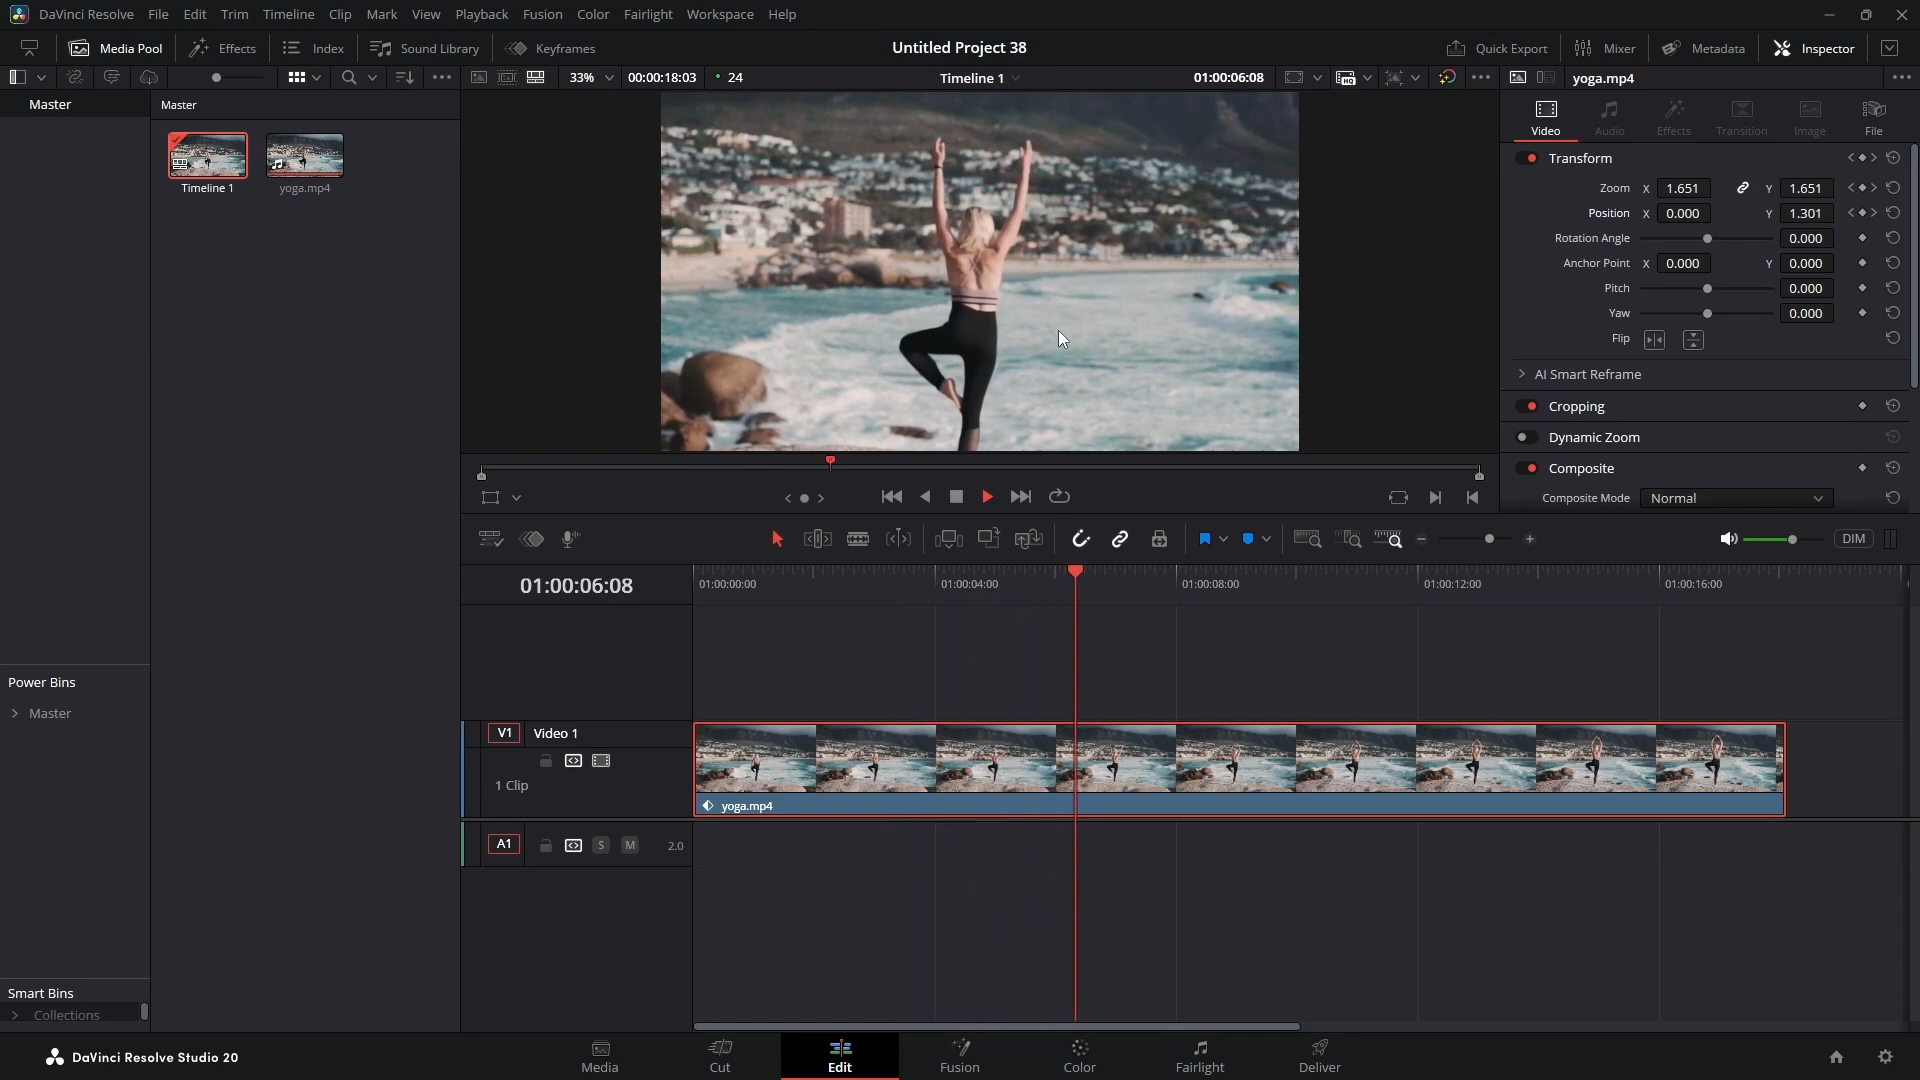 DaVinci Resolve File Edit Trim Timeline Clip Mark View Playback Fusion Color Fairlight Workspace Help
Media Pool Effects Index Sound Library Keyframes Untitled Project 38 Quick Export Mixer Metadata Inspector
33% 00:00:18:03 24 Timeline 1 01:00:06:08 yoga.mp4
Master Master
Timeline 1 yoga.mp4
Video Audio Effects Transition Image File
Transform
Zoom X 1.651 Y 1.651
Position X 0.000 Y 1.301
Rotation Angle 0.000
Anchor Point X 0.000 Y 0.000
Pitch 0.000
Yaw 0.000
Flip
AI Smart Reframe
Cropping
Dynamic Zoom
Composite
Composite Mode Normal
DIM
01:00:06:08 01:00:00:00 01:00:04:00 01:00:08:00 01:00:12:00 01:00:16:00
Power Bins
Master
V1 Video 1
1 Clip
yoga.mp4
A1 S M 2.0
Smart Bins
Collections
DaVinci Resolve Studio 20
Media Cut Edit Fusion Color Fairlight Deliver